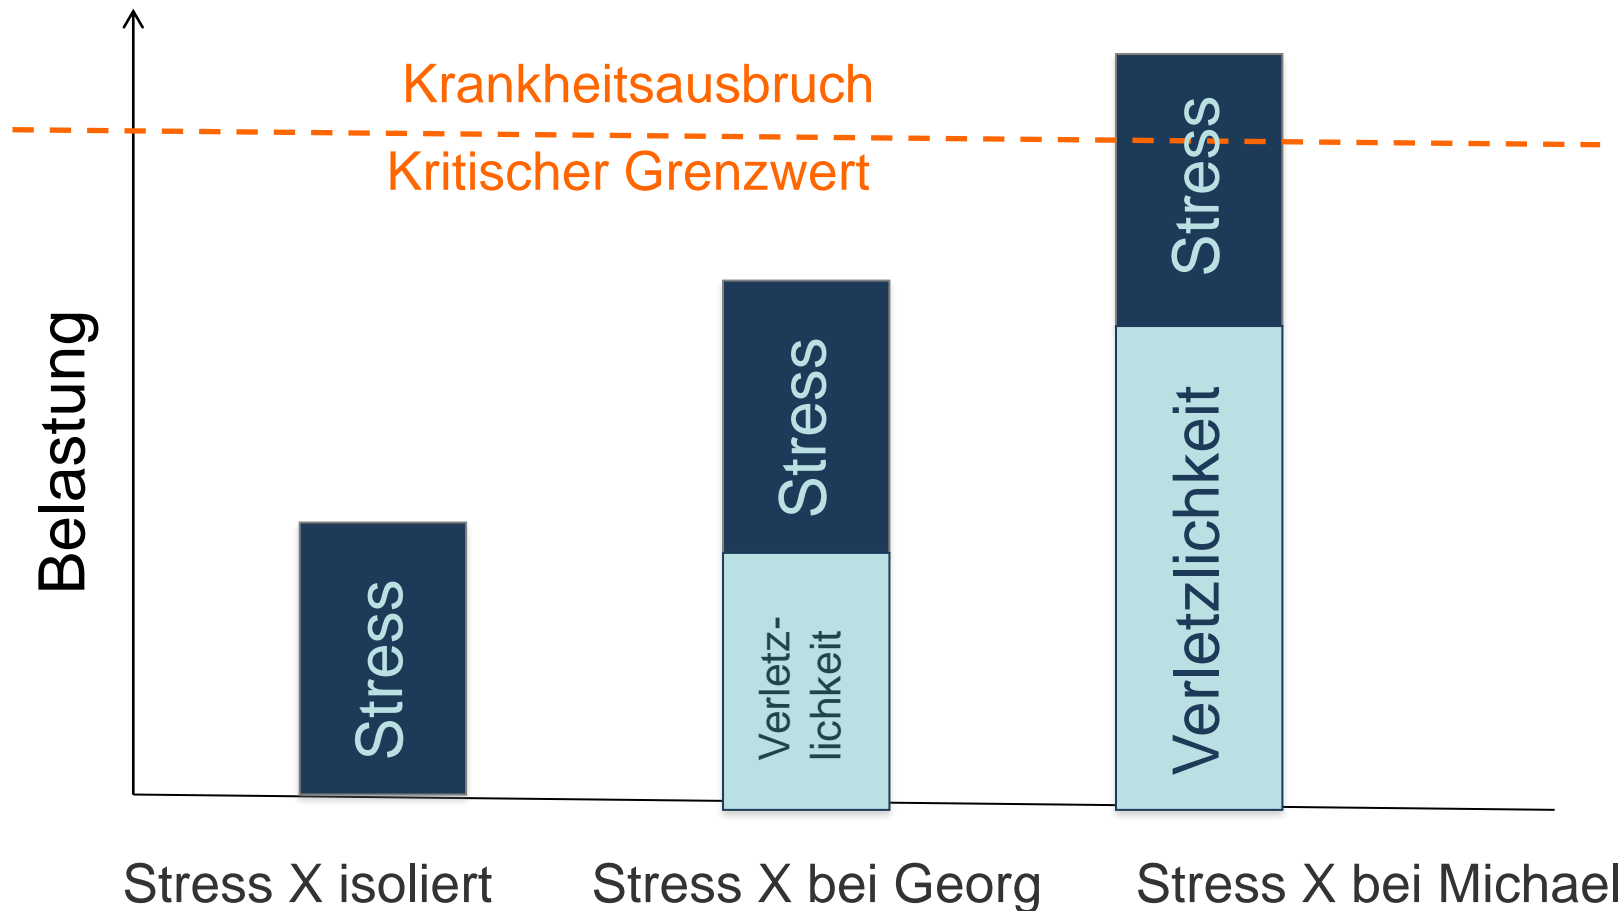 Krankheitsausbruch
Kritischer Grenzwert
Belastung
Stress
Stress
Verletz-
lichkeit
Stress
Verletzlichkeit
Stress X isoliert
Stress X bei Georg
Stress X bei Michael